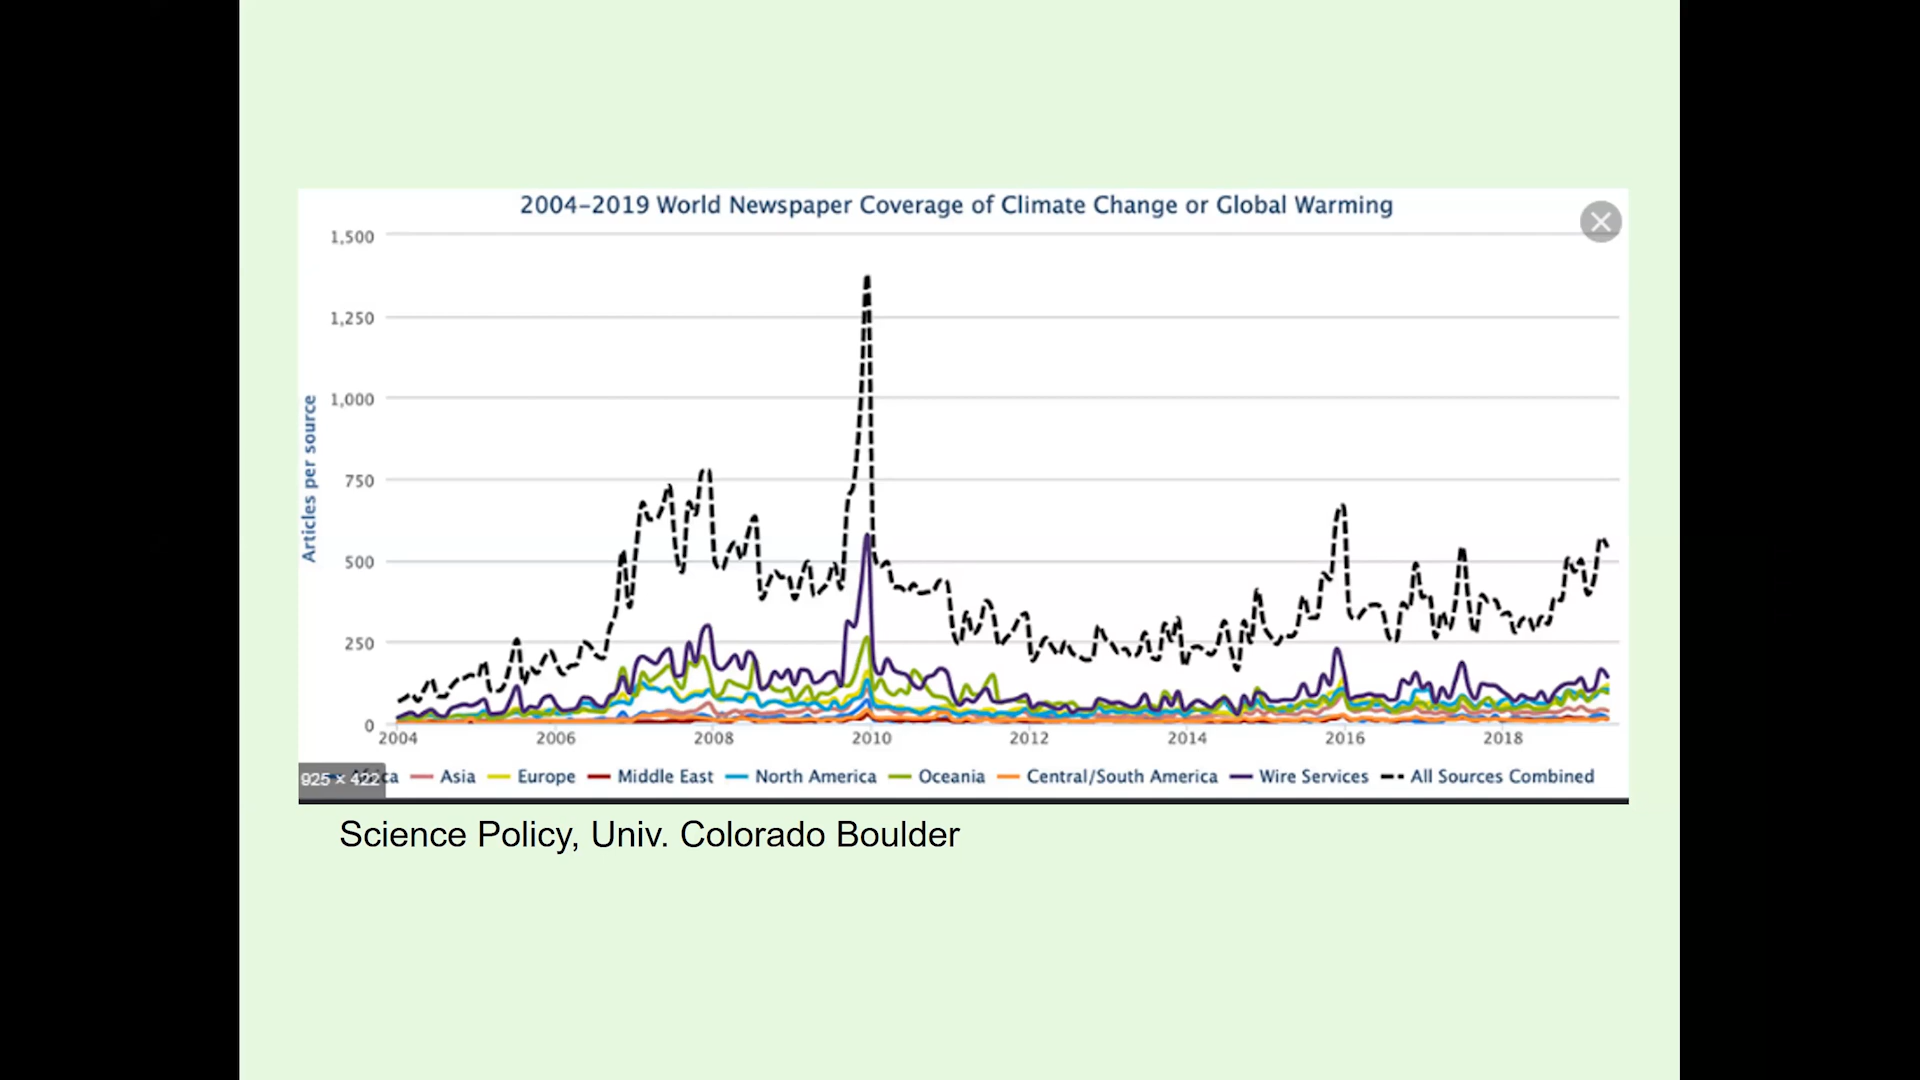 2004–2019 World Newspaper Coverage of Climate Change or Global Warming
1,500
1,250
1,000
750
500
250
0
Articles per source
2004 2006 2008 2010 2012 2014 2016 2018
925 × 422
Africa Asia Europe Middle East North America Oceania Central/South America Wire Services All Sources Combined
Science Policy, Univ. Colorado Boulder